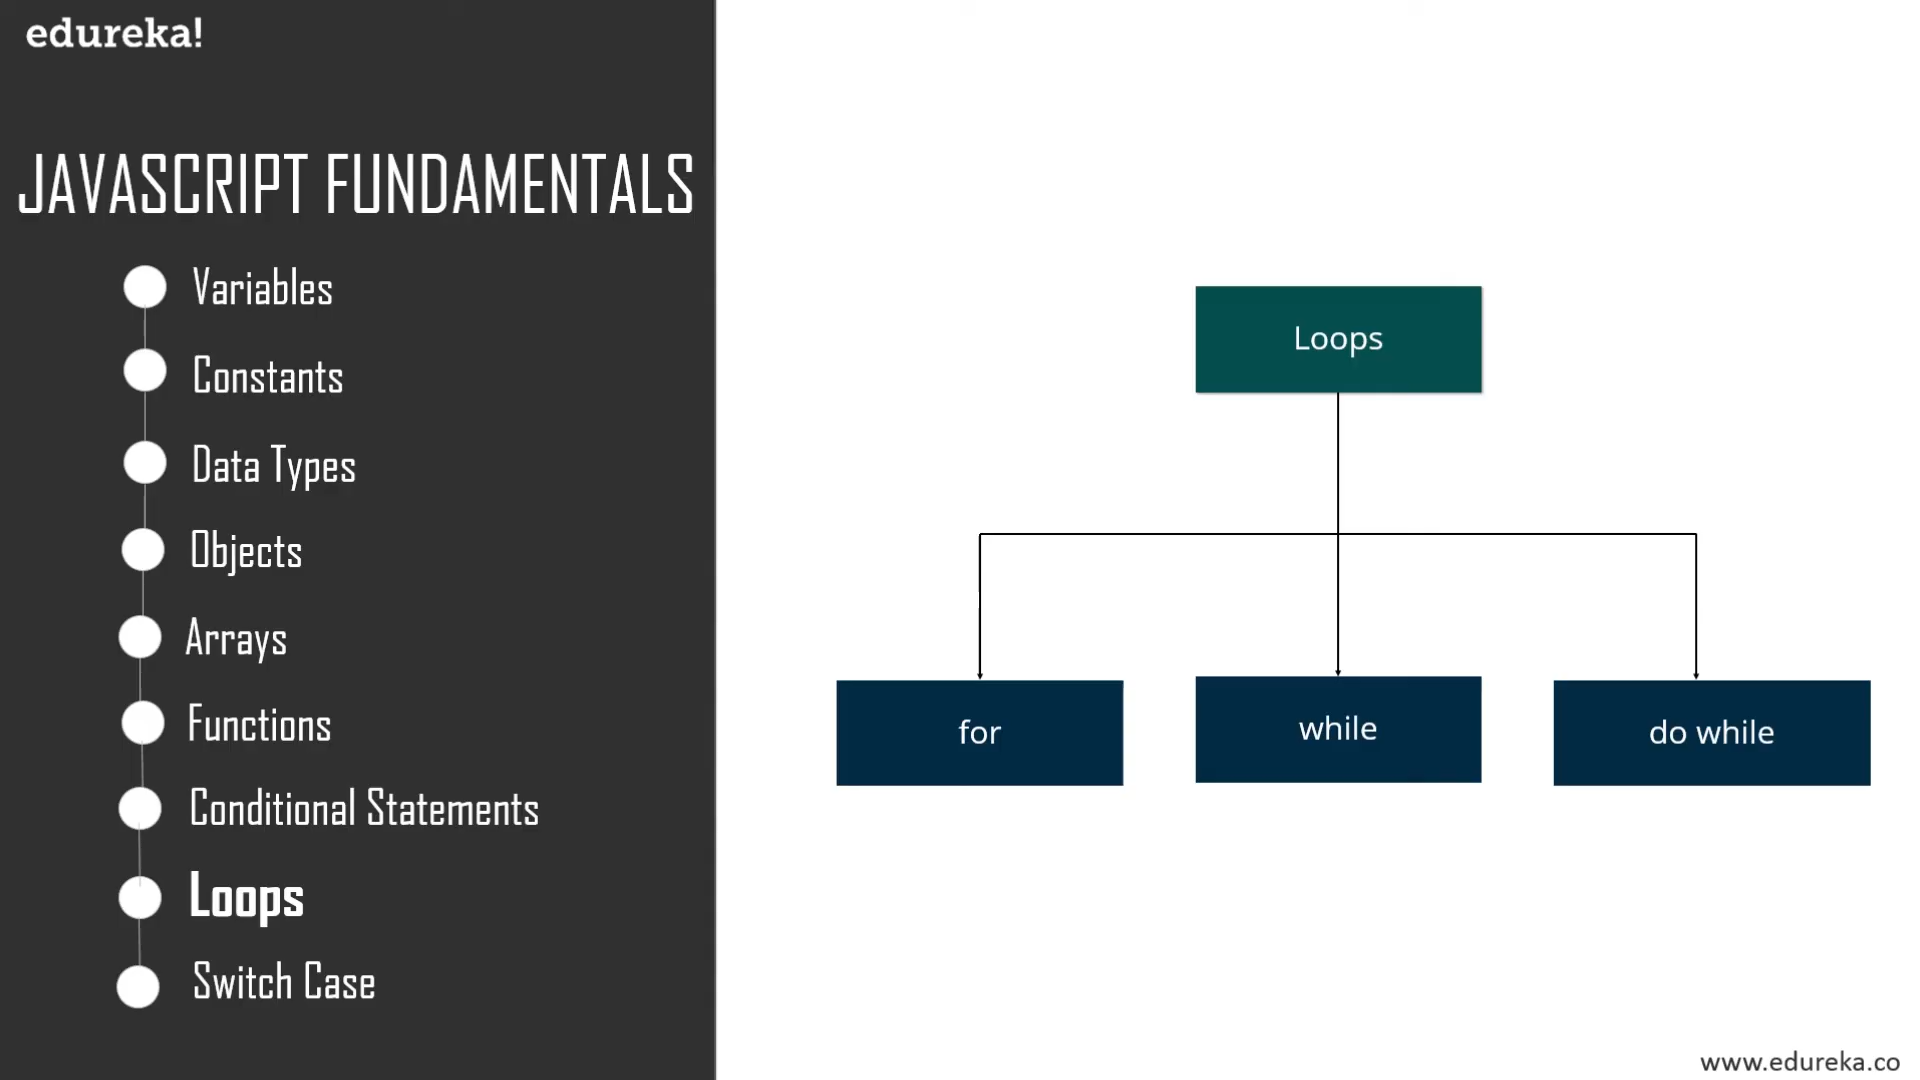 edureka!
JAVASCRIPT FUNDAMENTALS
Variables
Constants
Data Types
Objects
Arrays
Functions
Conditional Statements
Loops
Switch Case
Loops
for
while
do while
www.edureka.co